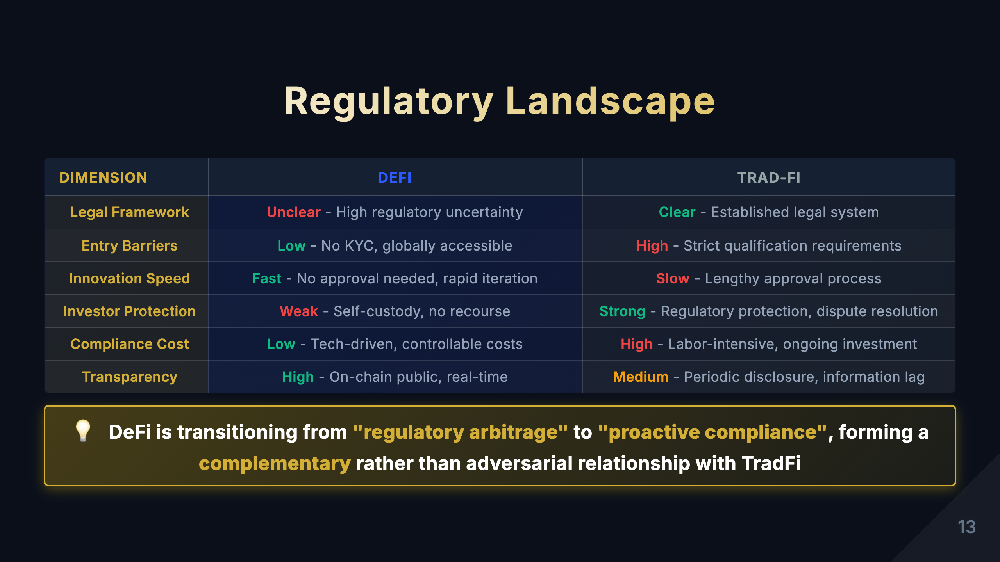 Regulatory Landscape
DIMENSION DEFI TRAD-FI
Legal Framework Unclear - High regulatory uncertainty Clear - Established legal system
Entry Barriers Low - No KYC, globally accessible High - Strict qualification requirements
Innovation Speed Fast - No approval needed, rapid iteration Slow - Lengthy approval process
Investor Protection Weak - Self-custody, no recourse Strong - Regulatory protection, dispute resolution
Compliance Cost Low - Tech-driven, controllable costs High - Labor-intensive, ongoing investment
Transparency High - On-chain public, real-time Medium - Periodic disclosure, information lag
DeFi is transitioning from "regulatory arbitrage" to "proactive compliance", forming a
complementary rather than adversarial relationship with TradFi
13